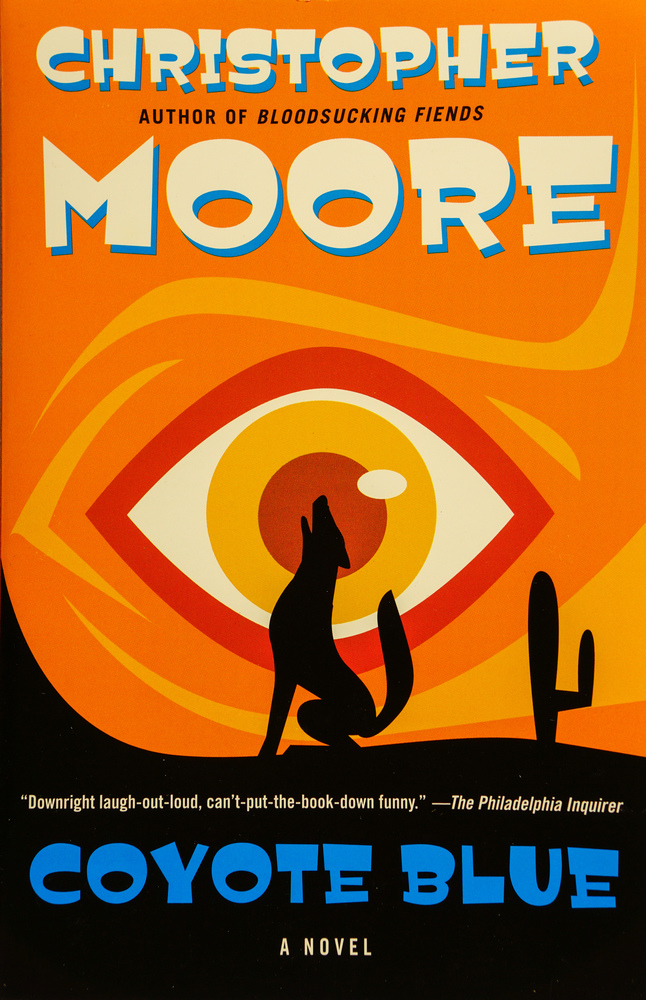 CHRISTOPHER
AUTHOR OF BLOODSUCKING FIENDS
MOORE
“Downright laugh-out-loud, can’t-put-the-book-down funny.” —The Philadelphia Inquirer
COYOTE BLUE
A NOVEL